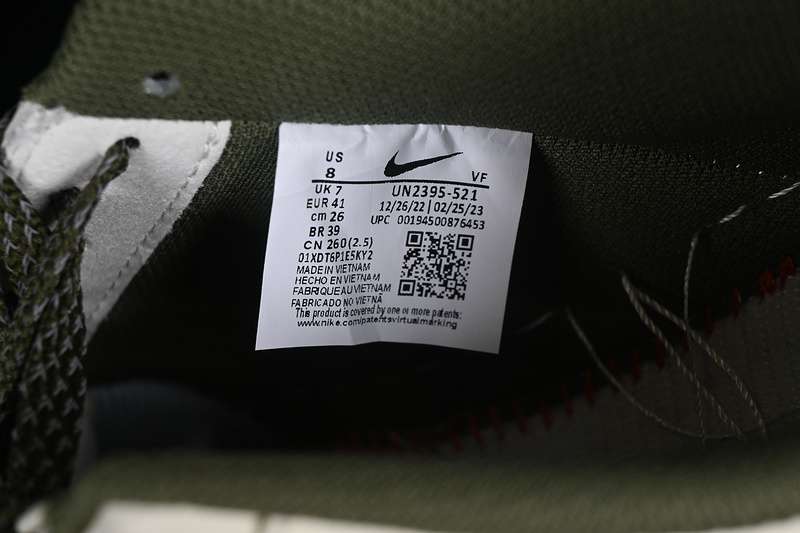 US
8
VF
UK 7
UN2395-521
EUR 41
12/26/22 | 02/25/23
cm 26
UPC 00194500876453
BR 39
CN 260 (2.5)
01XDT6P1E5KY2
MADE IN VIETNAM
HECHO EN VIETNAM
FABRIQUE AU VIETNAM
FABRICADO NO VIETNÃ
This product is covered by one or more patents:
www.nike.com/patentsvirtualmarking